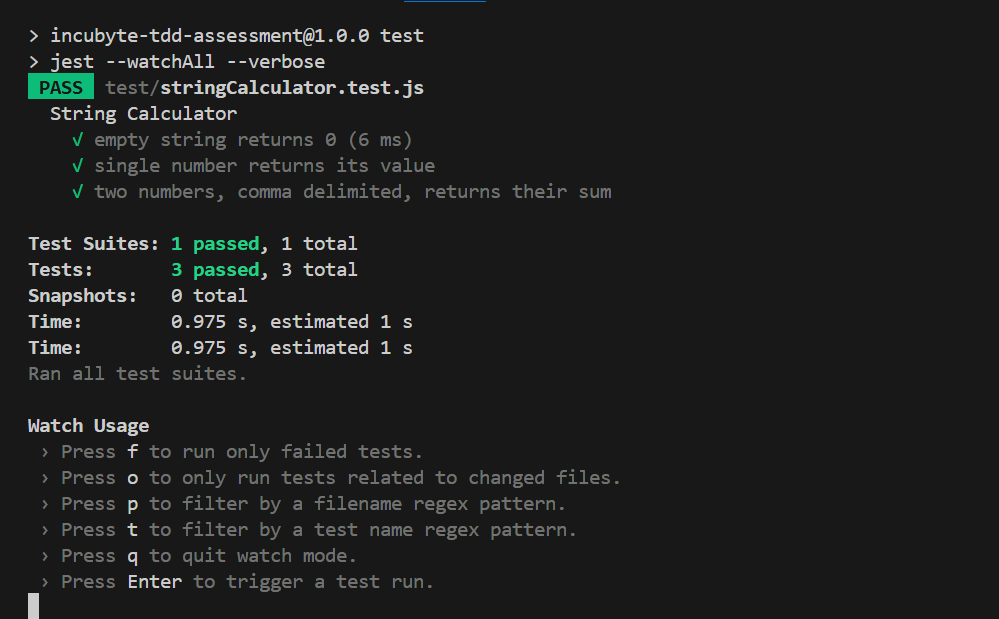 > incubyte-tdd-assessment@1.0.0 test
> jest --watchAll --verbose
PASS test/stringCalculator.test.js
String Calculator
√ empty string returns 0 (6 ms)
√ single number returns its value
√ two numbers, comma delimited, returns their sum
Test Suites: 1 passed, 1 total
Tests: 3 passed, 3 total
Snapshots: 0 total
Time: 0.975 s, estimated 1 s
Time: 0.975 s, estimated 1 s
Ran all test suites.
Watch Usage
› Press f to run only failed tests.
› Press o to only run tests related to changed files.
› Press p to filter by a filename regex pattern.
› Press t to filter by a test name regex pattern.
› Press q to quit watch mode.
› Press Enter to trigger a test run.